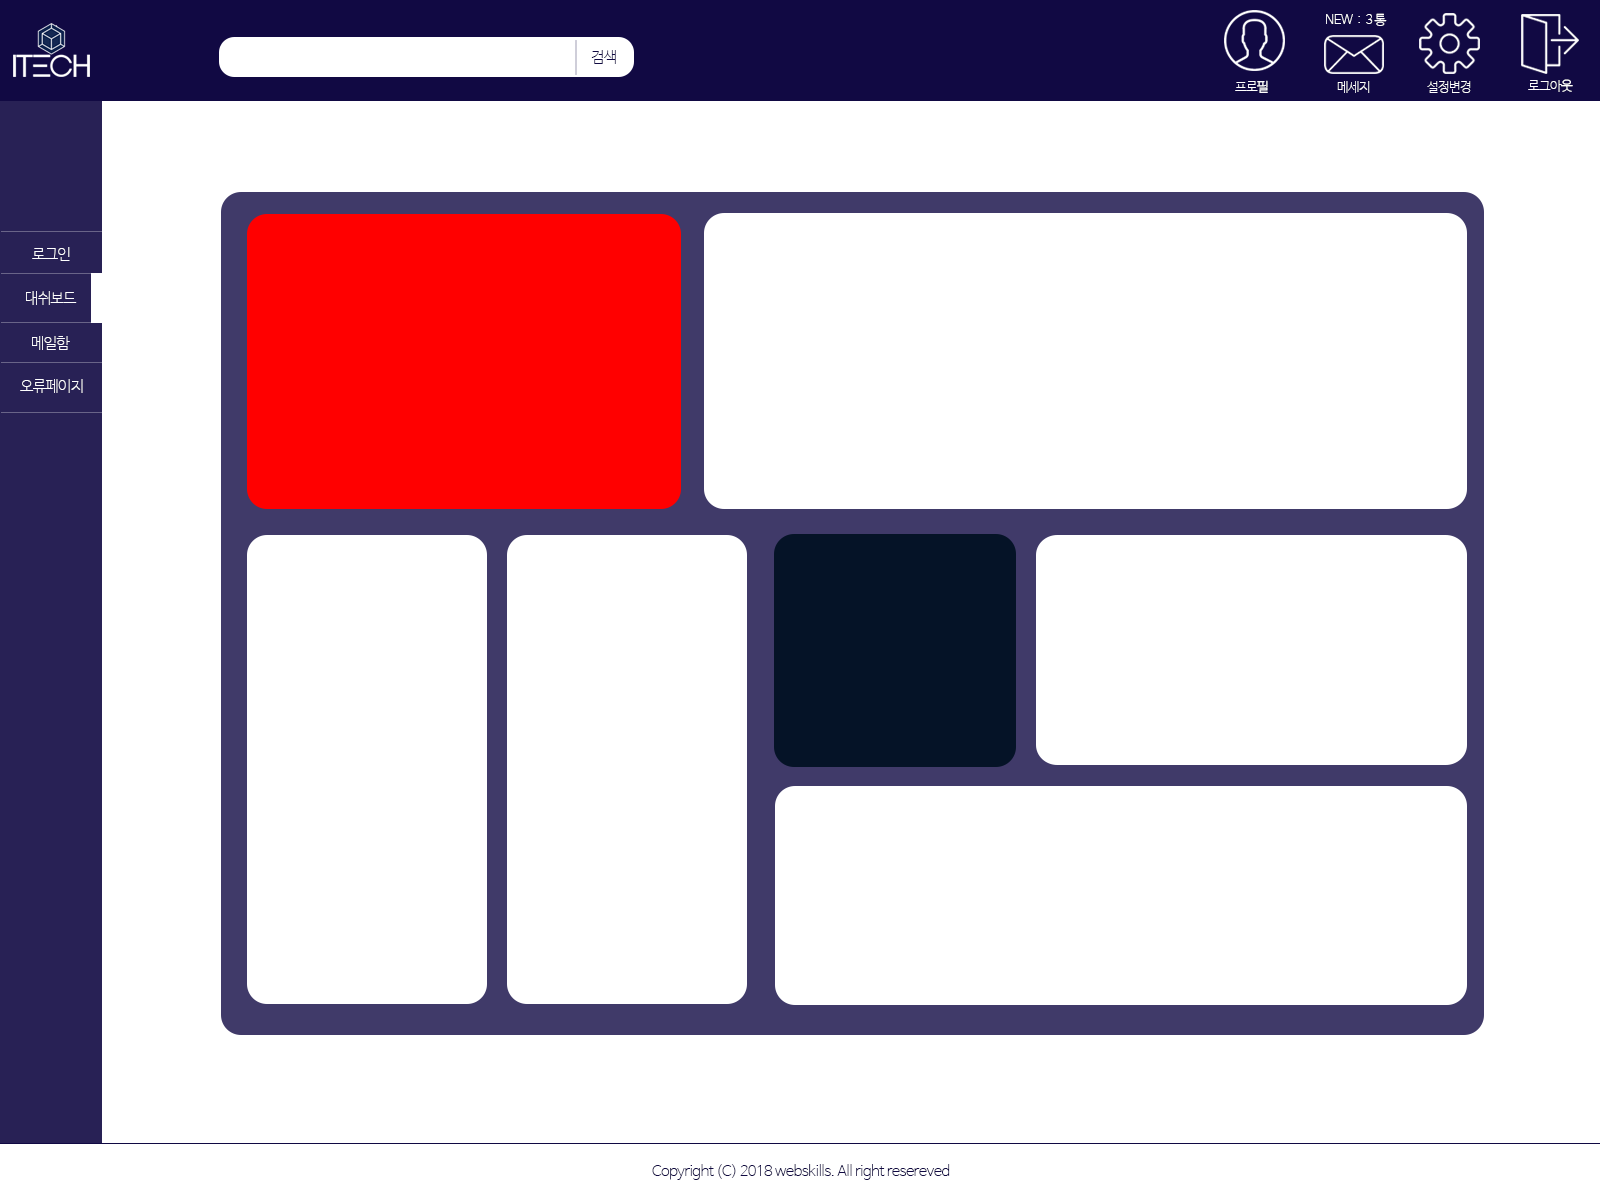 ITECH
검색
NEW : 3통
프로필
메세지
설정변경
로그아웃
로그인
대쉬보드
메일함
오류페이지
Copyright (C) 2018 webskills. All right resereved